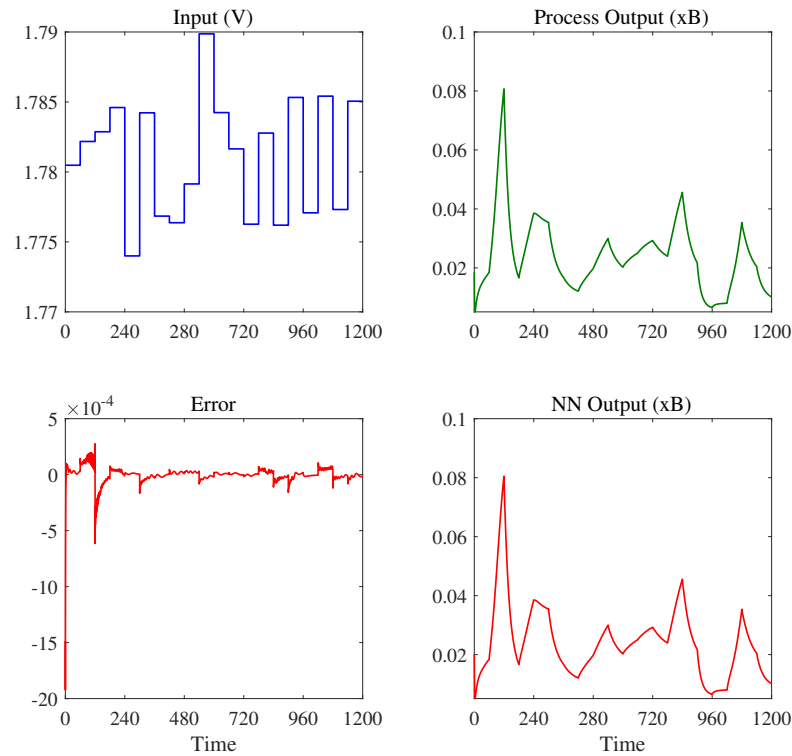 Input (V)
1.79
1.785
1.78
1.775
1.77
0 240 280 720 960 1200
Process Output (xB)
0.1
0.08
0.06
0.04
0.02
0 240 480 720 960 1200
Error
×10⁻⁴
5
0
-5
-10
-15
-20
0 240 480 720 960 1200
Time
NN Output (xB)
0.1
0.08
0.06
0.04
0.02
0 240 480 720 960 1200
Time